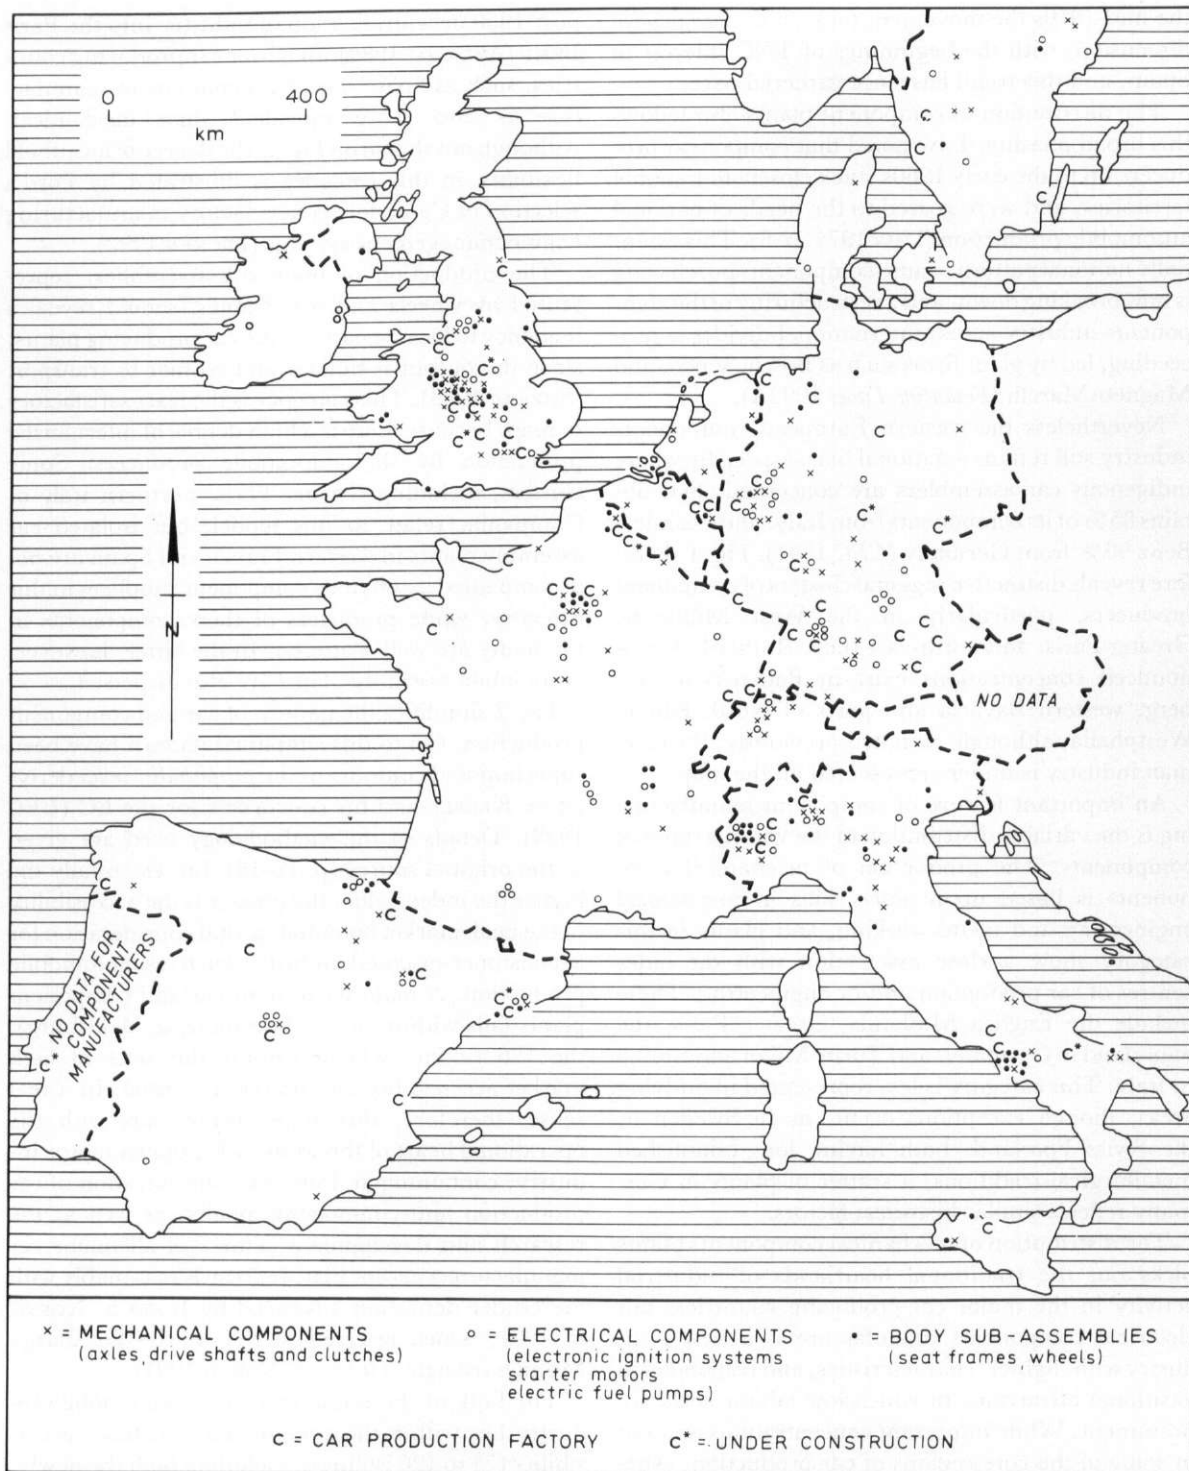 0 400
km
N
NO DATA
C* NO DATA FOR
COMPONENT
MANUFACTURERS
x = MECHANICAL COMPONENTS
(axles, drive shafts and clutches)
o = ELECTRICAL COMPONENTS
(electronic ignition systems
starter motors
electric fuel pumps)
• = BODY SUB-ASSEMBLIES
(seat frames, wheels)
C = CAR PRODUCTION FACTORY
C* = UNDER CONSTRUCTION